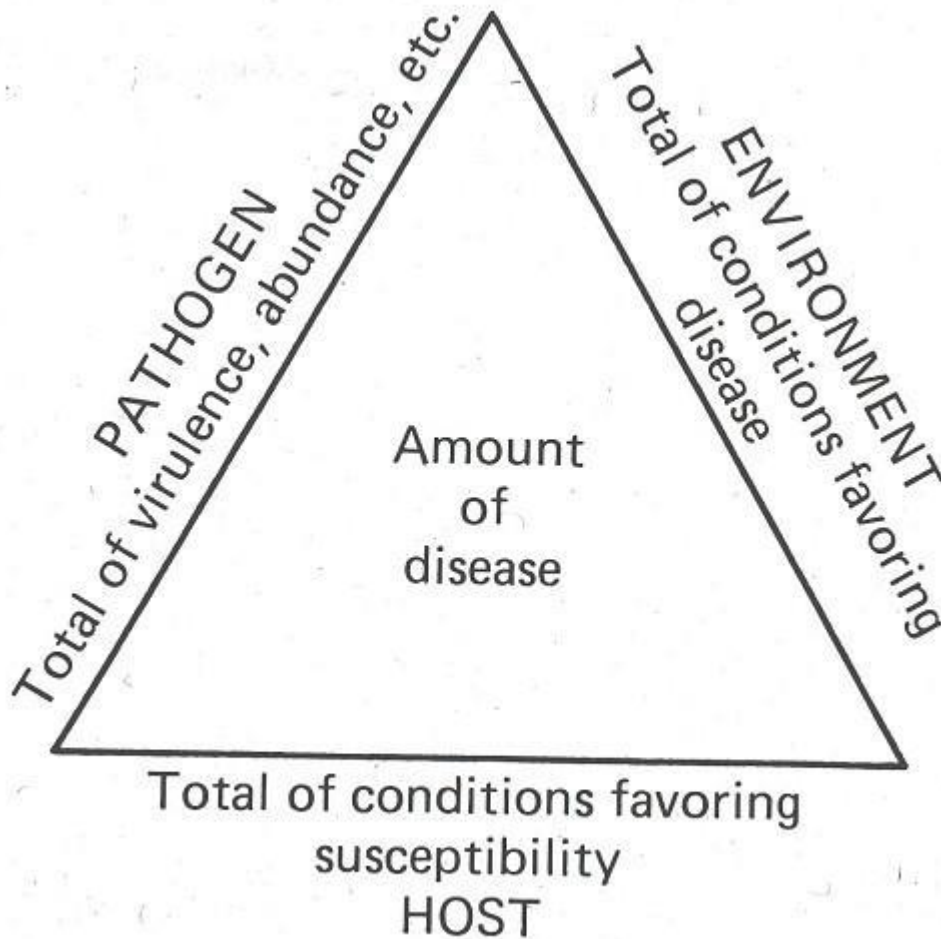 PATHOGEN
Total of virulence, abundance, etc.
ENVIRONMENT
Total of conditions favoring
disease
Amount
of
disease
Total of conditions favoring
susceptibility
HOST